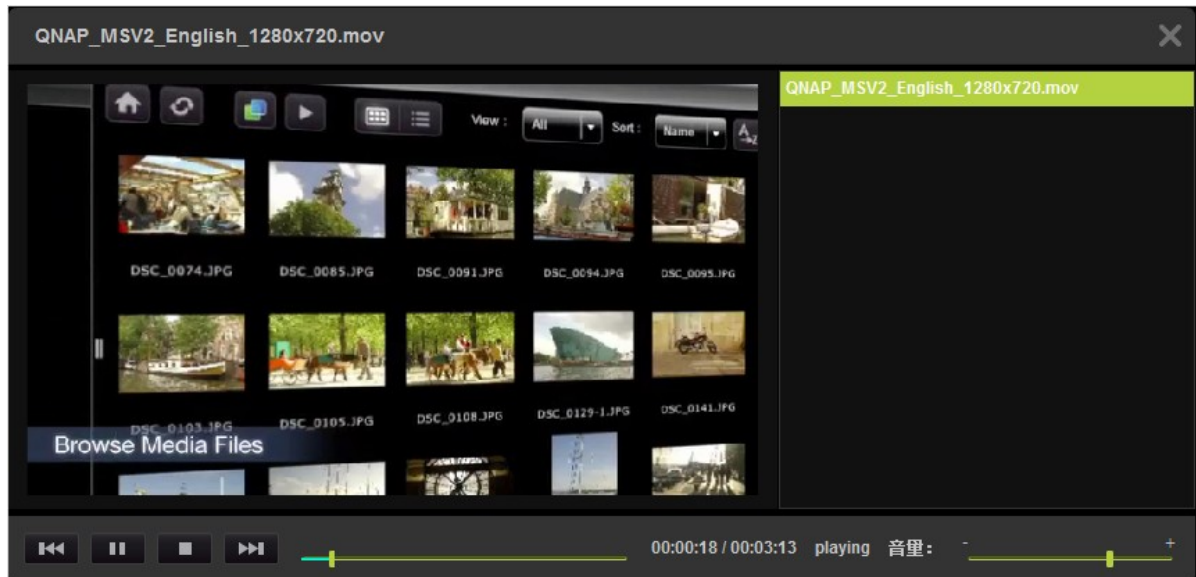 QNAP_MSV2_English_1280x720.mov
QNAP_MSV2_English_1280x720.mov
View : All Sort : Name A→Z
DSC_0074.JPG DSC_0085.JPG DSC_0091.JPG DSC_0094.JPG DSC_0095.JPG
DSC_0103.JPG DSC_0105.JPG DSC_0108.JPG DSC_0129-1.JPG DSC_0141.JPG
Browse Media Files
00:00:18 / 00:03:13 playing 音量: - +